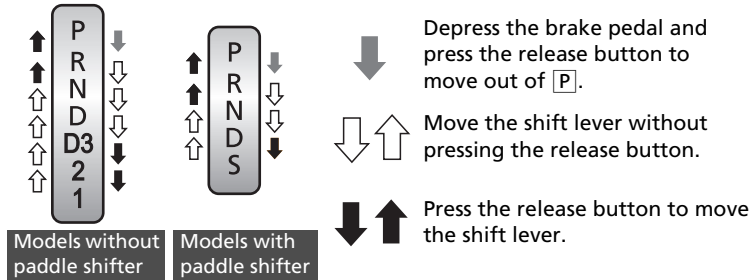 P
R
N
D
D3
2
1
Models without
paddle shifter
P
R
N
D
S
Models with
paddle shifter
Depress the brake pedal and
press the release button to
move out of P.
Move the shift lever without
pressing the release button.
Press the release button to move
the shift lever.